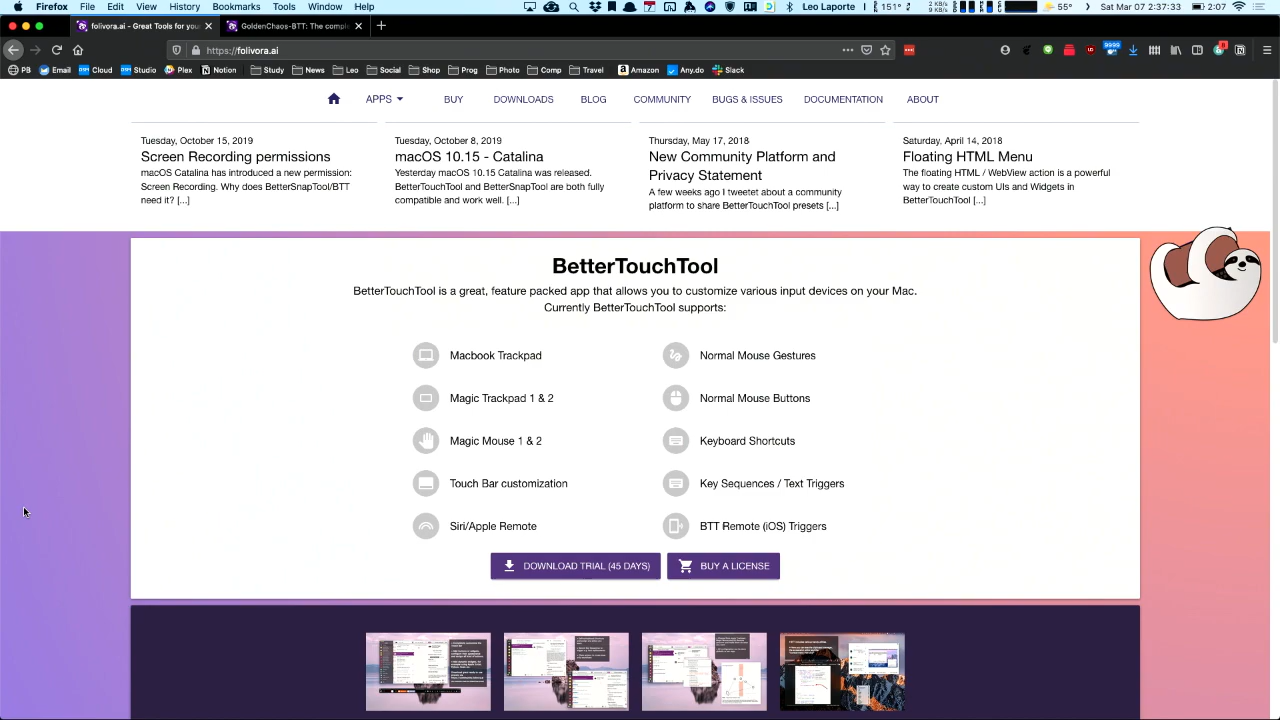 Firefox File Edit View History Bookmarks Tools Window Help
151° 55° Leo Laporte Sat Mar 07 2:37:33 2:07
folivora.ai - Great Tools for your
GoldenChaos-BTT: The comple
https://folivora.ai
9999
PB Email Cloud Studio Plex Notion Study News Leo Social Shop Prog Photo Comp Travel Amazon Any.do Slack
APPS BUY DOWNLOADS BLOG COMMUNITY BUGS & ISSUES DOCUMENTATION ABOUT
Tuesday, October 15, 2019
Screen Recording permissions
macOS Catalina has introduced a new permission:
Screen Recording. Why does BetterSnapTool/BTT
need it? [...]
Tuesday, October 8, 2019
macOS 10.15 - Catalina
Yesterday macOS 10.15 Catalina was released.
BetterTouchTool and BetterSnapTool are both fully
compatible and work well. [...]
Thursday, May 17, 2018
New Community Platform and
Privacy Statement
A few weeks ago I tweetet about a community
platform to share BetterTouchTool presets [...]
Saturday, April 14, 2018
Floating HTML Menu
The floating HTML / WebView action is a powerful
way to create custom UIs and Widgets in
BetterTouchTool [...]
BetterTouchTool
BetterTouchTool is a great, feature packed app that allows you to customize various input devices on your Mac.
Currently BetterTouchTool supports:
Macbook Trackpad
Normal Mouse Gestures
Magic Trackpad 1 & 2
Normal Mouse Buttons
Magic Mouse 1 & 2
Keyboard Shortcuts
Touch Bar customization
Key Sequences / Text Triggers
Siri/Apple Remote
BTT Remote (iOS) Triggers
DOWNLOAD TRIAL (45 DAYS)
BUY A LICENSE